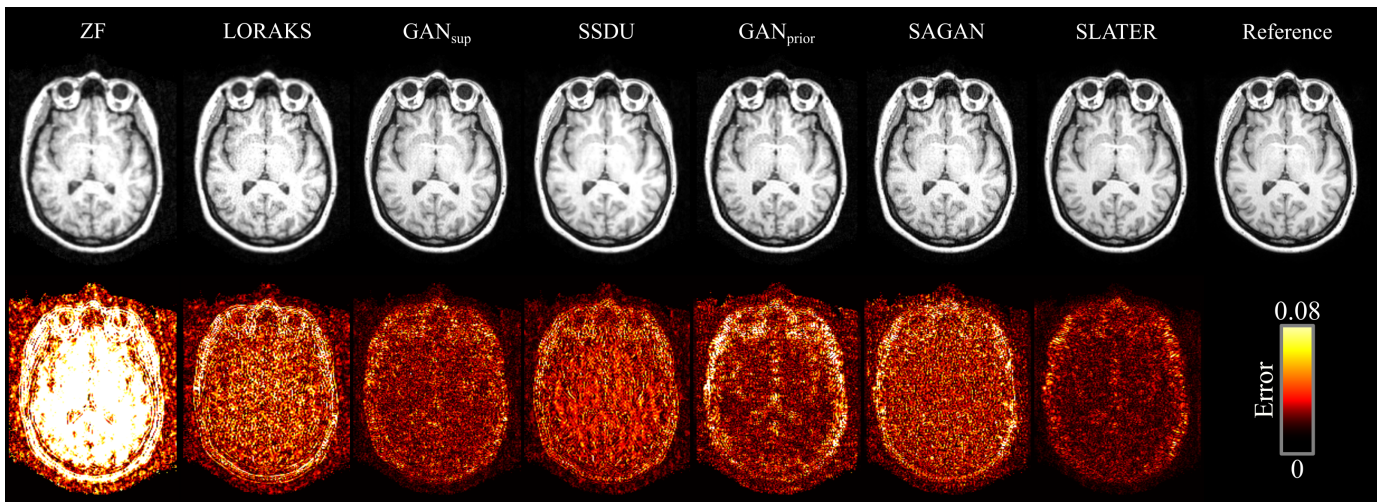 ZF LORAKS GANsup SSDU GANprior SAGAN SLATER Reference
0.08
Error
0